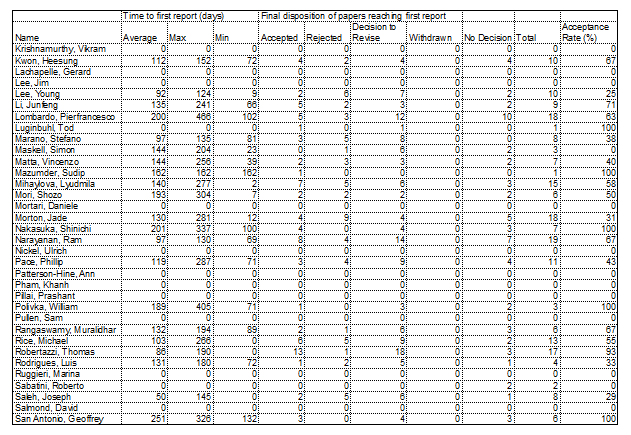 Time to first report (days) Final disposition of papers reaching first report
Name Average Max Min Accepted Rejected Decision to Revise Withdrawn No Decision Total Acceptance Rate (%)
Krishnamurthy, Vikram 0 0 0 0 0 0 0 0 0 0
Kwon, Heesung 112 152 72 4 2 4 0 4 10 67
Lachapelle, Gerard 0 0 0 0 0 0 0 0 0 0
Lee, Jim 0 0 0 0 0 0 0 0 0 0
Lee, Young 92 124 9 2 6 7 0 2 10 25
Li, Junfeng 135 241 66 5 2 3 0 2 9 71
Lombardo, Pierfrancesco 200 466 102 5 3 12 0 10 18 63
Luginbuhl, Tod 0 0 0 1 0 1 0 0 1 100
Marano, Stefano 97 135 81 3 5 8 0 0 8 38
Maskell, Simon 144 204 23 0 1 6 0 2 3 0
Matta, Vincenzo 144 256 39 2 3 3 0 2 7 40
Mazumder, Sudip 162 162 162 1 0 0 0 0 1 100
Mihaylova, Lyudmila 140 277 2 7 5 6 0 3 15 58
Mori, Shozo 193 304 7 2 2 2 0 2 6 50
Mortari, Daniele 0 0 0 0 0 0 0 0 0 0
Morton, Jade 130 281 12 4 9 4 0 5 18 31
Nakasuka, Shinichi 201 337 100 4 0 4 0 3 7 100
Narayanan, Ram 97 130 69 8 4 14 0 7 19 67
Nickel, Ulrich 0 0 0 0 0 0 0 0 0 0
Pace, Phillip 119 287 71 3 4 9 0 4 11 43
Patterson-Hine, Ann 0 0 0 0 0 0 0 0 0 0
Pham, Khanh 0 0 0 0 0 0 0 0 0 0
Pillai, Prashant 0 0 0 0 0 0 0 0 0 0
Polivka, William 189 405 71 1 0 3 0 2 3 100
Pullen, Sam 0 0 0 0 0 0 0 0 0 0
Rangaswamy, Muraldhar 132 194 89 2 1 6 0 3 6 67
Rice, Michael 103 266 0 6 5 9 0 2 13 55
Robertazzi, Thomas 86 190 0 13 1 18 0 3 17 93
Rodrigues, Luis 131 180 72 1 2 5 0 1 4 33
Ruggieri, Marina 0 0 0 0 0 0 0 0 0 0
Sabatini, Roberto 0 0 0 0 0 0 0 2 2 0
Saleh, Joseph 50 145 0 2 5 6 0 1 8 29
Salmond, David 0 0 0 0 0 0 0 0 0 0
San Antonio, Geoffrey 251 326 132 3 0 4 0 3 6 100